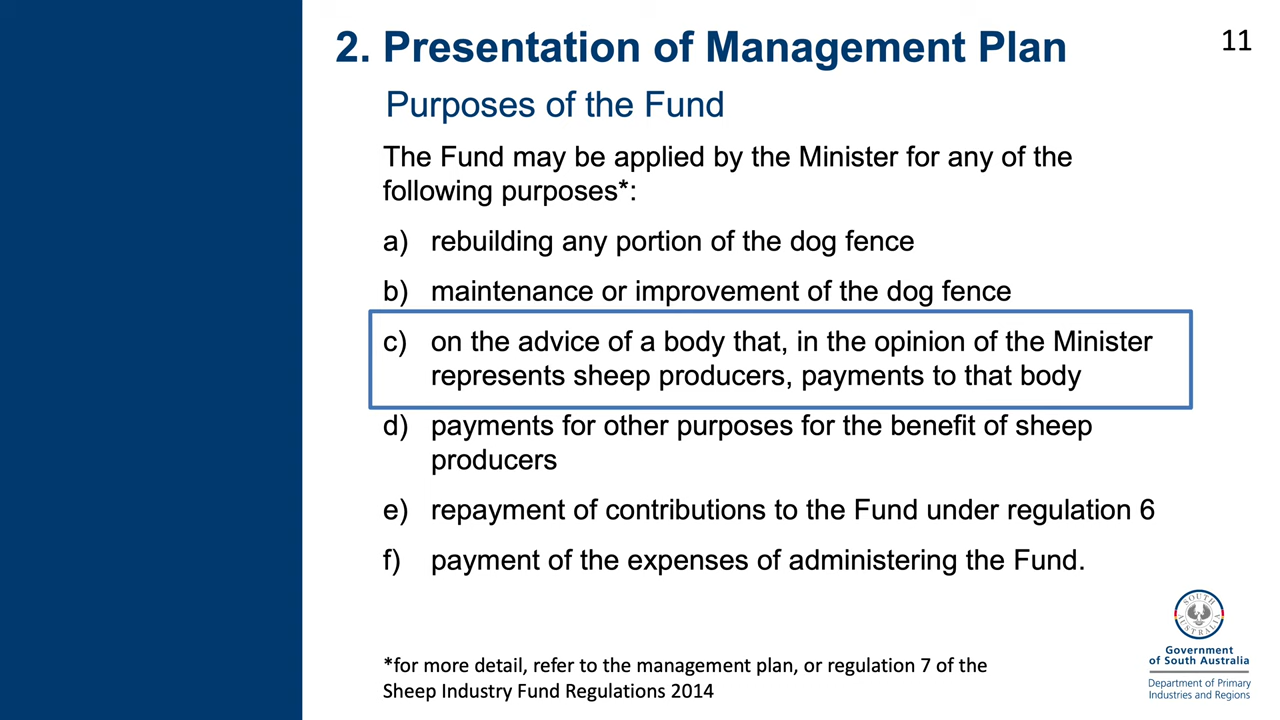 2. Presentation of Management Plan
11
Purposes of the Fund
The Fund may be applied by the Minister for any of the
following purposes*:
a) rebuilding any portion of the dog fence
b) maintenance or improvement of the dog fence
c) on the advice of a body that, in the opinion of the Minister
represents sheep producers, payments to that body
d) payments for other purposes for the benefit of sheep
producers
e) repayment of contributions to the Fund under regulation 6
f) payment of the expenses of administering the Fund.
*for more detail, refer to the management plan, or regulation 7 of the
Sheep Industry Fund Regulations 2014
SOUTH
AUSTRALIA
Government
of South Australia
Department of Primary
Industries and Regions